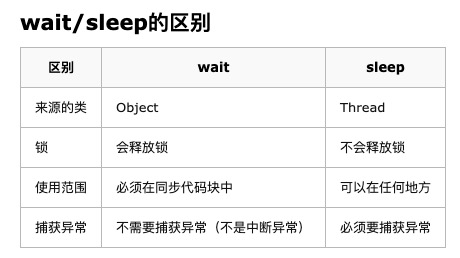 wait/sleep的区别
区别 wait sleep
来源的类 Object Thread
锁 会释放锁 不会释放锁
使用范围 必须在同步代码块中 可以在任何地方
捕获异常 不需要捕获异常（不是中断异常） 必须要捕获异常